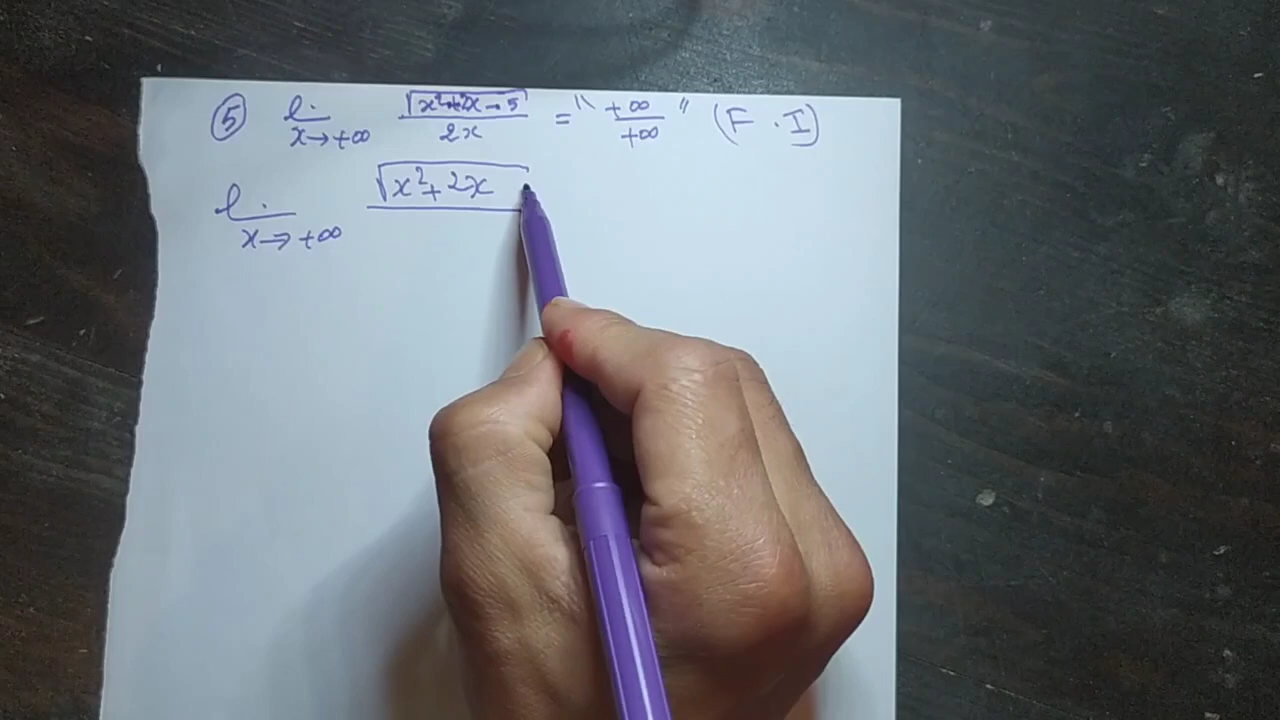 ⑤ lim x→+∞ √(x²+2x-5) / 2x = " +∞ / +∞ " (F.I)
lim x→+∞ √(x²+2x